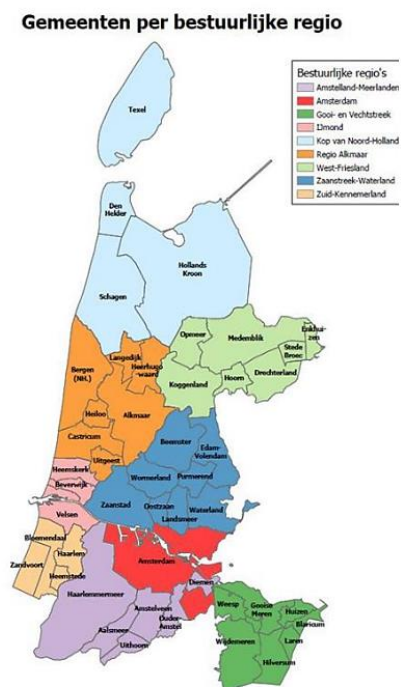 Gemeenten per bestuurlijke regio
Bestuurlijke regio's
Amstelland-Meerlanden
Amsterdam
Gooi- en Vechtstreek
IJmond
Kop van Noord-Holland
Regio Alkmaar
West-Friesland
Zaanstreek-Waterland
Zuid-Kennemerland
Texel
Den
Helder
Hollands
Kroon
Schagen
Opmeer
Medemblik
Enkhui-
zen
Stede
Broec
Drechterland
Hoorn
Koggenland
Langedijk
Heerhugo-
waard
Bergen
(NH.)
Heiloo
Alkmaar
Castricum
Uitgeest
Beemster
Edam-
Volendam
Heemskerk
Beverwijk
Wormerland
Purmerend
Velsen
Zaanstad
Oostzaan
Waterland
Landsmeer
Bloemendaal
Haarlem
Zandvoort
Heemstede
Amsterdam
Diemen
Haarlemmermeer
Amstelveen
Ouder-
Amstel
Aalsmeer
Uithoorn
Weesp
Gooise
Meren
Huizen
Blaricum
Laren
Wijdemeren
Hilversum